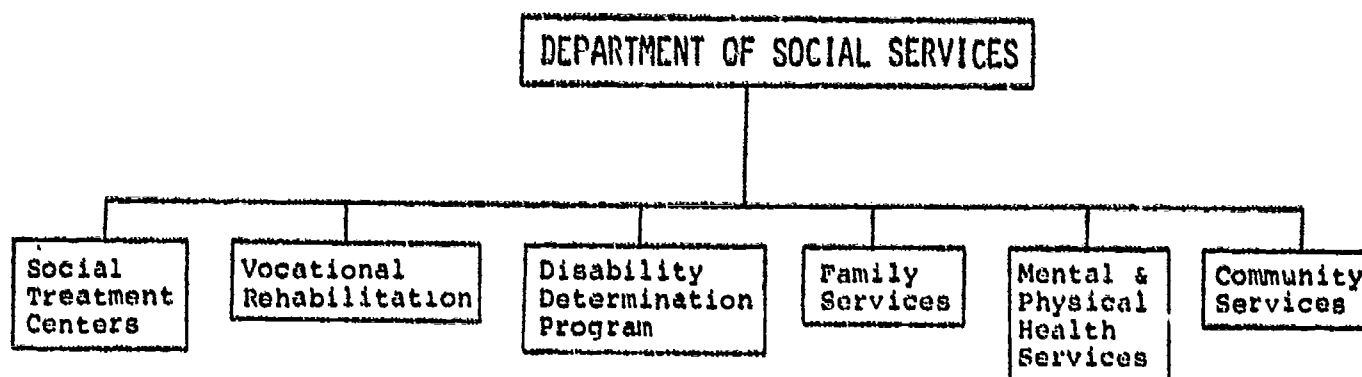 DEPARTMENT OF SOCIAL SERVICES
Social
Treatment
Centers
Vocational
Rehabilitation
Disability
Determination
Program
Family
Services
Mental &
Physical
Health
Services
Community
Services